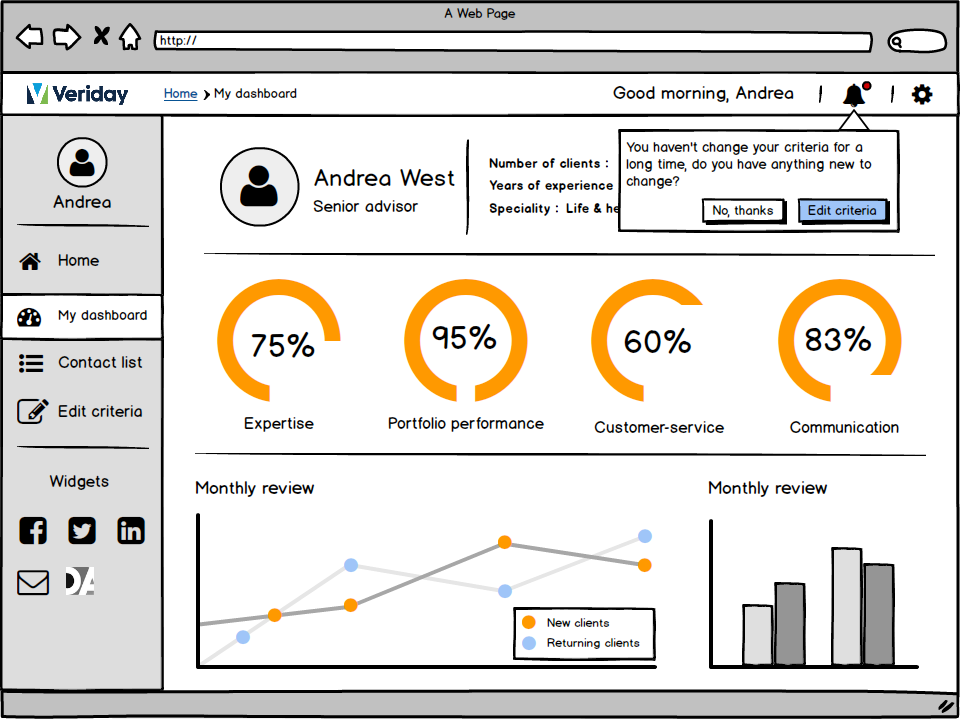 A Web Page
http://
Veriday
Home
My dashboard
Good morning, Andrea
You haven't change your criteria for a
long time, do you have anything new to
change?
No, thanks
Edit criteria
Andrea
Home
My dashboard
Contact list
Edit criteria
Widgets
DA
Andrea West
Senior advisor
Number of clients :
Years of experience
Speciality : Life & he
75%
95%
60%
83%
Expertise
Portfolio performance
Customer-service
Communication
Monthly review
New clients
Returning clients
Monthly review